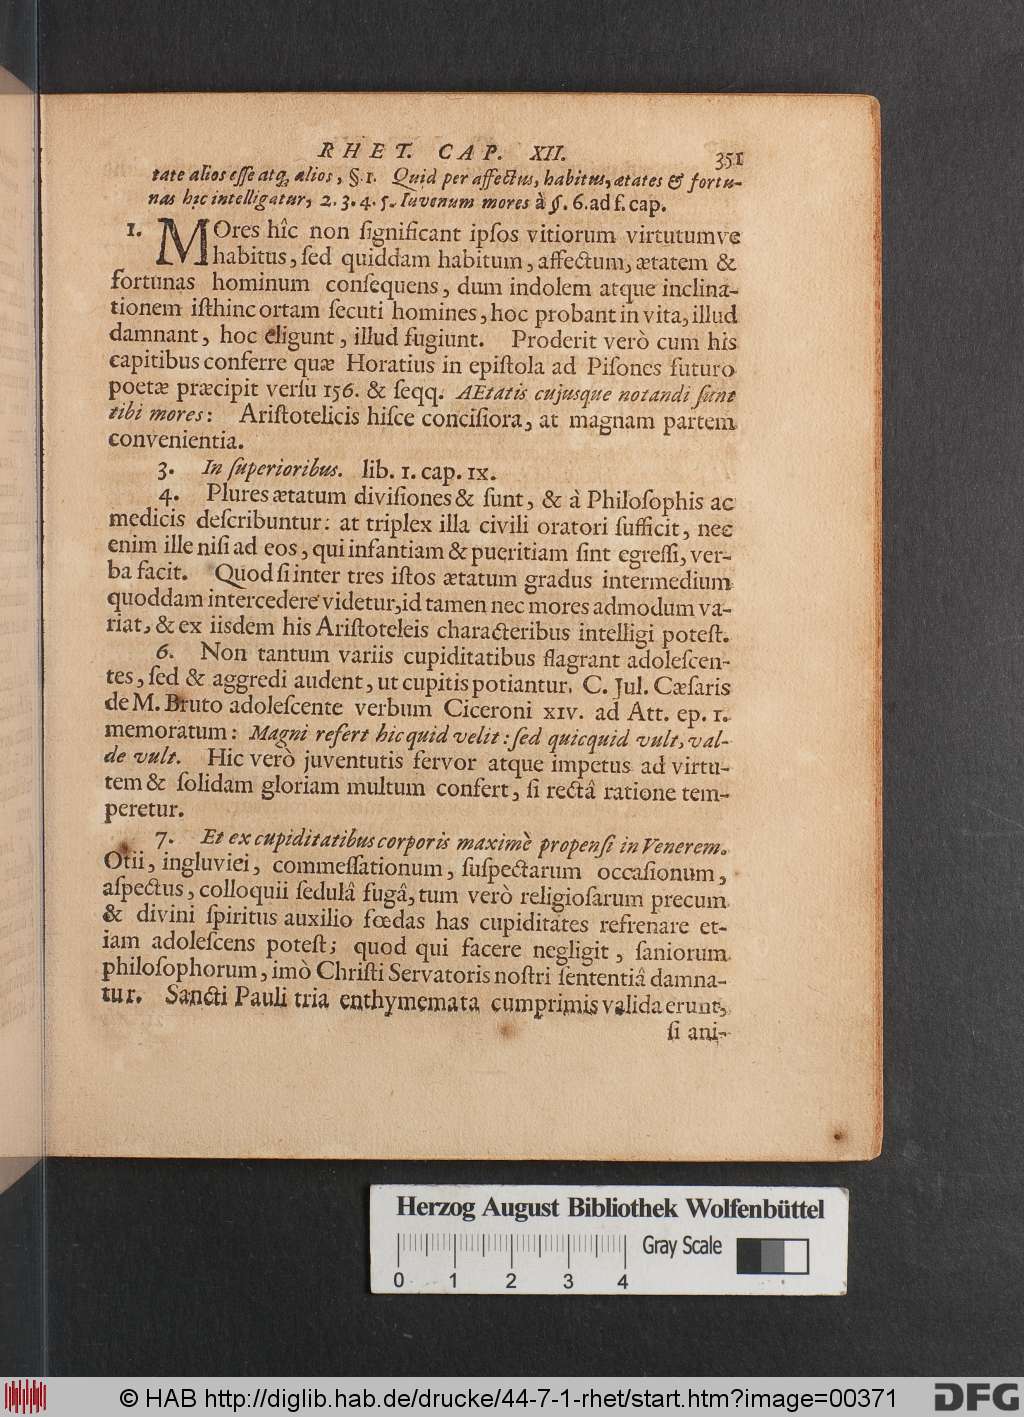 RHET. CAP. XII. 351
tate alios esse atq; alios, §. 1. Quid per affectus, habitus, ætates & fortu-
nas hîc intelligatur, 2. 3. 4. 5. Iuvenum mores à §. 6. ad f. cap.
1. MOres hîc non significant ipsos vitiorum virtutumve
habitus, sed quiddam habitum, affectum, ætatem &
fortunas hominum consequens, dum indolem atque inclina-
tionem isthinc ortam secuti homines, hoc probant in vita, illud
damnant, hoc eligunt, illud fugiunt. Proderit verò cum his
capitibus conferre quæ Horatius in epistola ad Pisones futuro
poetæ præcipit versu 156. & seqq. AEtatis cujusque notandi sunt
tibi mores: Aristotelicis hisce concisiora, at magnam partem
convenientia.
3. In superioribus. lib. 1. cap. IX.
4. Plures ætatum divisiones & sunt, & à Philosophis ac
medicis describuntur: at triplex illa civili oratori sufficit, nec
enim ille nisi ad eos, qui infantiam & pueritiam sint egressi, ver-
ba facit. Quod si inter tres istos ætatum gradus intermedium
quoddam intercedere videtur, id tamen nec mores admodum va-
riat, & ex iisdem his Aristoteleis characteribus intelligi potest.
6. Non tantum variis cupiditatibus flagrant adolescen-
tes, sed & aggredi audent, ut cupitis potiantur. C. Jul. Cæsaris
de M. Bruto adolescente verbum Ciceroni XIV. ad Att. ep. 1.
memoratum: Magni refert hic quid velit: sed quicquid vult, val-
de vult. Hic verò juventutis fervor atque impetus ad virtu-
tem & solidam gloriam multum confert, si rectâ ratione tem-
peretur.
7. Et ex cupiditatibus corporis maximè propensi in Venerem.
Otii, ingluviei, commessationum, suspectarum occasionum,
aspectus, colloquii sedulâ fugâ, tum verò religiosarum precum
& divini spiritus auxilio fœdas has cupiditates refrenare et-
iam adolescens potest; quod qui facere negligit, saniorum
philosophorum, imò Christi Servatoris nostri sententiâ damna-
tur. Sancti Pauli tria enthymemata cumprimis valida erunt,
si ani-
Herzog August Bibliothek Wolfenbüttel
Gray Scale
0 1 2 3 4
© HAB http://diglib.hab.de/drucke/44-7-1-rhet/start.htm?image=00371
DFG